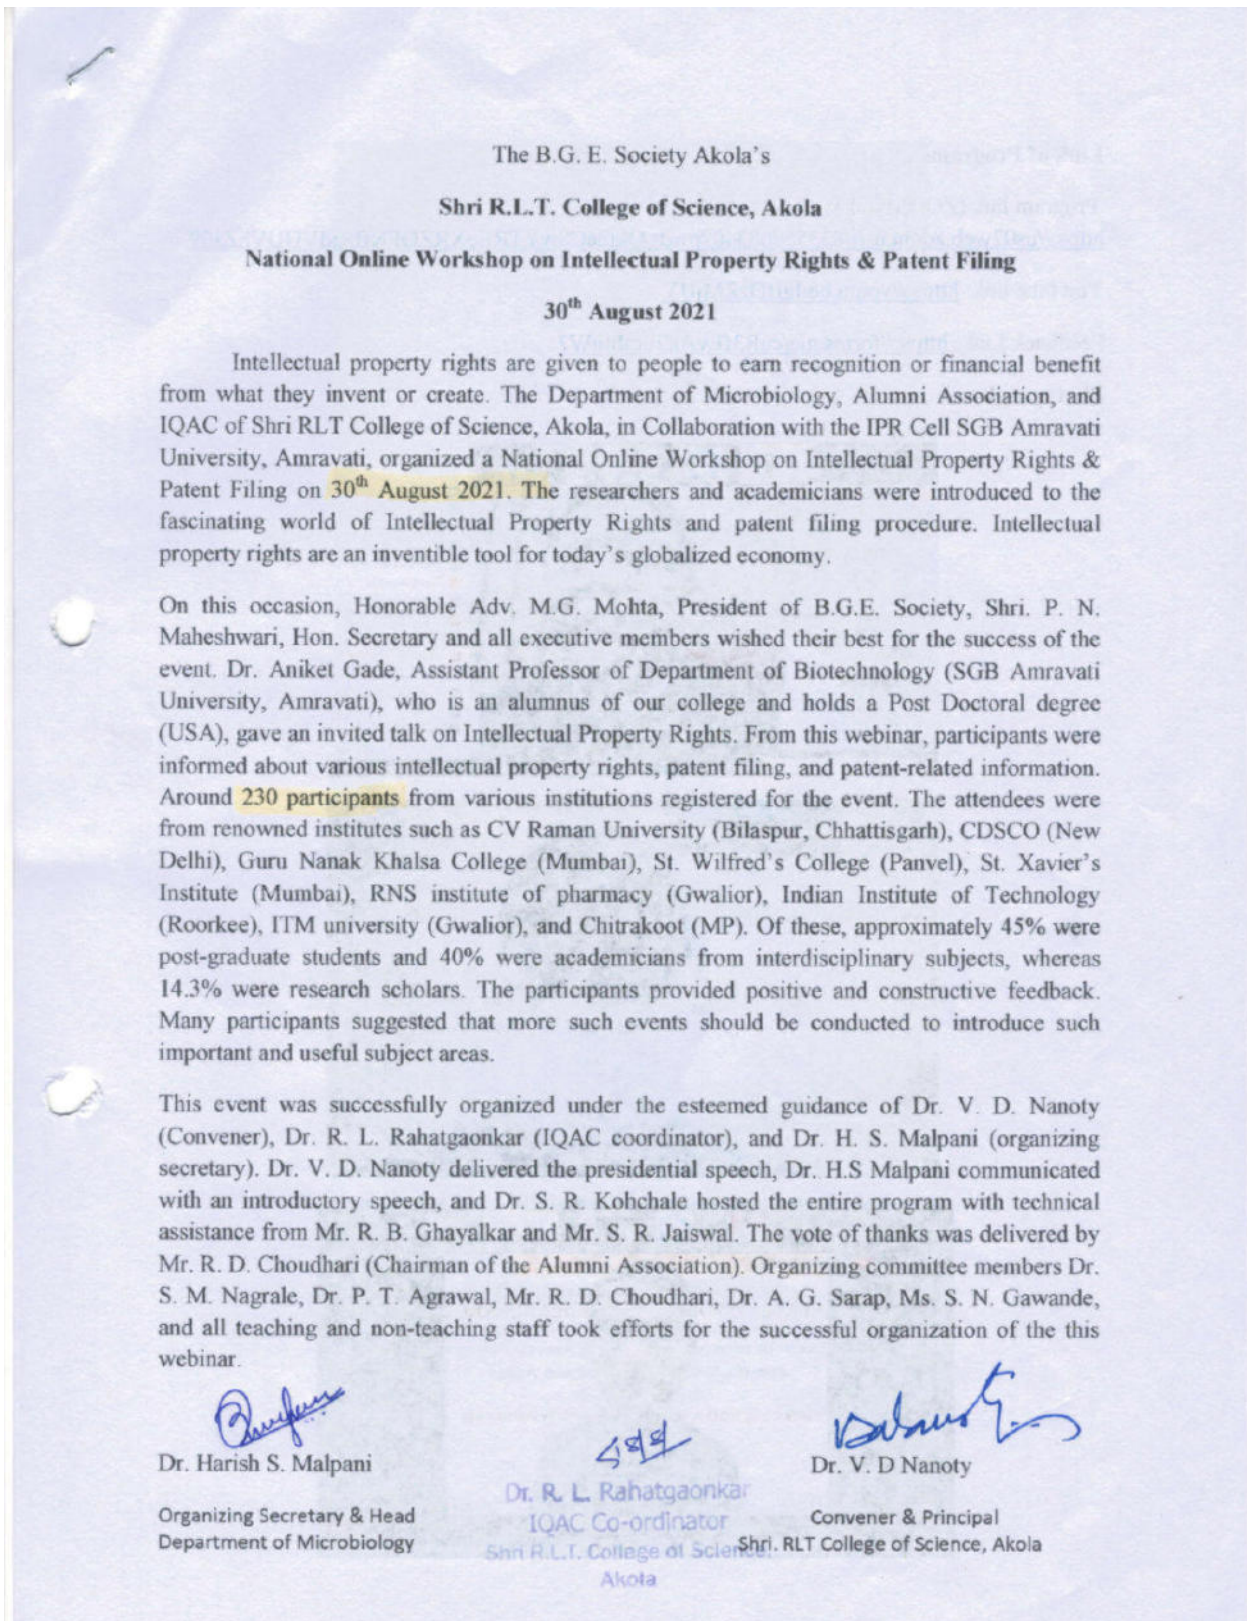 The B.G. E. Society Akola's
Shri R.L.T. College of Science, Akola
National Online Workshop on Intellectual Property Rights & Patent Filing
30th August 2021
Intellectual property rights are given to people to earn recognition or financial benefit
from what they invent or create. The Department of Microbiology, Alumni Association, and
IQAC of Shri RLT College of Science, Akola, in Collaboration with the IPR Cell SGB Amravati
University, Amravati, organized a National Online Workshop on Intellectual Property Rights &
Patent Filing on 30th August 2021. The researchers and academicians were introduced to the
fascinating world of Intellectual Property Rights and patent filing procedure. Intellectual
property rights are an inventible tool for today's globalized economy.
On this occasion, Honorable Adv. M.G. Mohta, President of B.G.E. Society, Shri. P. N.
Maheshwari, Hon. Secretary and all executive members wished their best for the success of the
event. Dr. Aniket Gade, Assistant Professor of Department of Biotechnology (SGB Amravati
University, Amravati), who is an alumnus of our college and holds a Post Doctoral degree
(USA), gave an invited talk on Intellectual Property Rights. From this webinar, participants were
informed about various intellectual property rights, patent filing, and patent-related information.
Around 230 participants from various institutions registered for the event. The attendees were
from renowned institutes such as CV Raman University (Bilaspur, Chhattisgarh), CDSCO (New
Delhi), Guru Nanak Khalsa College (Mumbai), St. Wilfred's College (Panvel), St. Xavier's
Institute (Mumbai), RNS institute of pharmacy (Gwalior), Indian Institute of Technology
(Roorkee), ITM university (Gwalior), and Chitrakoot (MP). Of these, approximately 45% were
post-graduate students and 40% were academicians from interdisciplinary subjects, whereas
14.3% were research scholars. The participants provided positive and constructive feedback.
Many participants suggested that more such events should be conducted to introduce such
important and useful subject areas.
This event was successfully organized under the esteemed guidance of Dr. V. D. Nanoty
(Convener), Dr. R. L. Rahatgaonkar (IQAC coordinator), and Dr. H. S. Malpani (organizing
secretary). Dr. V. D. Nanoty delivered the presidential speech, Dr. H.S Malpani communicated
with an introductory speech, and Dr. S. R. Kohchale hosted the entire program with technical
assistance from Mr. R. B. Ghayalkar and Mr. S. R. Jaiswal. The vote of thanks was delivered by
Mr. R. D. Choudhari (Chairman of the Alumni Association). Organizing committee members Dr.
S. M. Nagrale, Dr. P. T. Agrawal, Mr. R. D. Choudhari, Dr. A. G. Sarap, Ms. S. N. Gawande,
and all teaching and non-teaching staff took efforts for the successful organization of the this
webinar.
Dr. Harish S. Malpani
Organizing Secretary & Head
Department of Microbiology
Dr. R. L. Rahatgaonkar
IQAC Co-ordinator
Shri R.L.T. College of Science,
Akola
Dr. V. D Nanoty
Convener & Principal
Shri. RLT College of Science, Akola